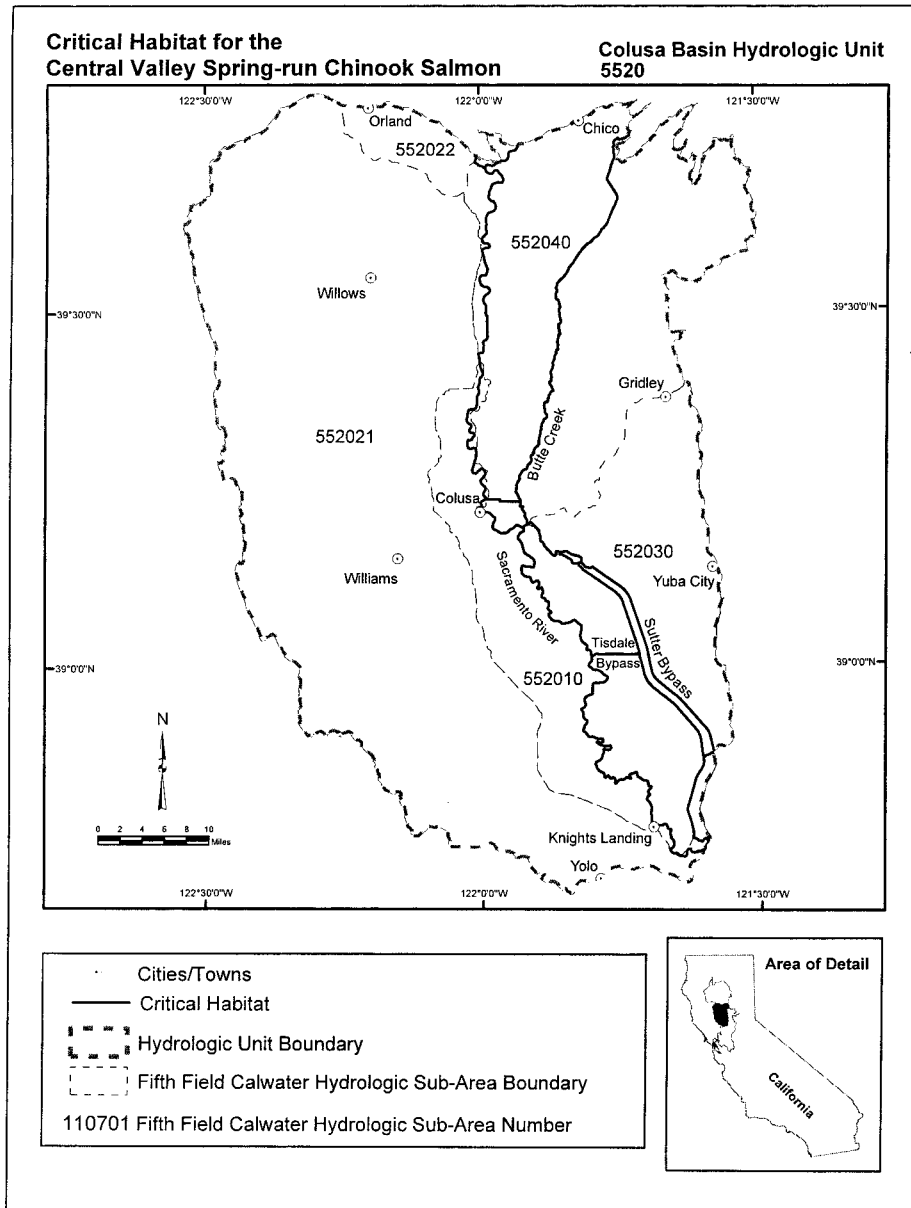 Critical Habitat for the
Central Valley Spring-run Chinook Salmon
Colusa Basin Hydrologic Unit
5520
122°30'0"W
122°0'0"W
121°30'0"W
Orland
Chico
552022
552040
Willows
39°30'0"N
39°30'0"N
Gridley
552021
Butte Creek
Colusa
552030
Williams
Yuba City
Sacramento River
Sutter Bypass
Tisdale
Bypass
39°0'0"N
39°0'0"N
552010
N
0 2 4 6 8 10
Miles
Knights Landing
Yolo
122°30'0"W
122°0'0"W
121°30'0"W
Cities/Towns
Critical Habitat
Hydrologic Unit Boundary
Fifth Field Calwater Hydrologic Sub-Area Boundary
110701 Fifth Field Calwater Hydrologic Sub-Area Number
Area of Detail
California